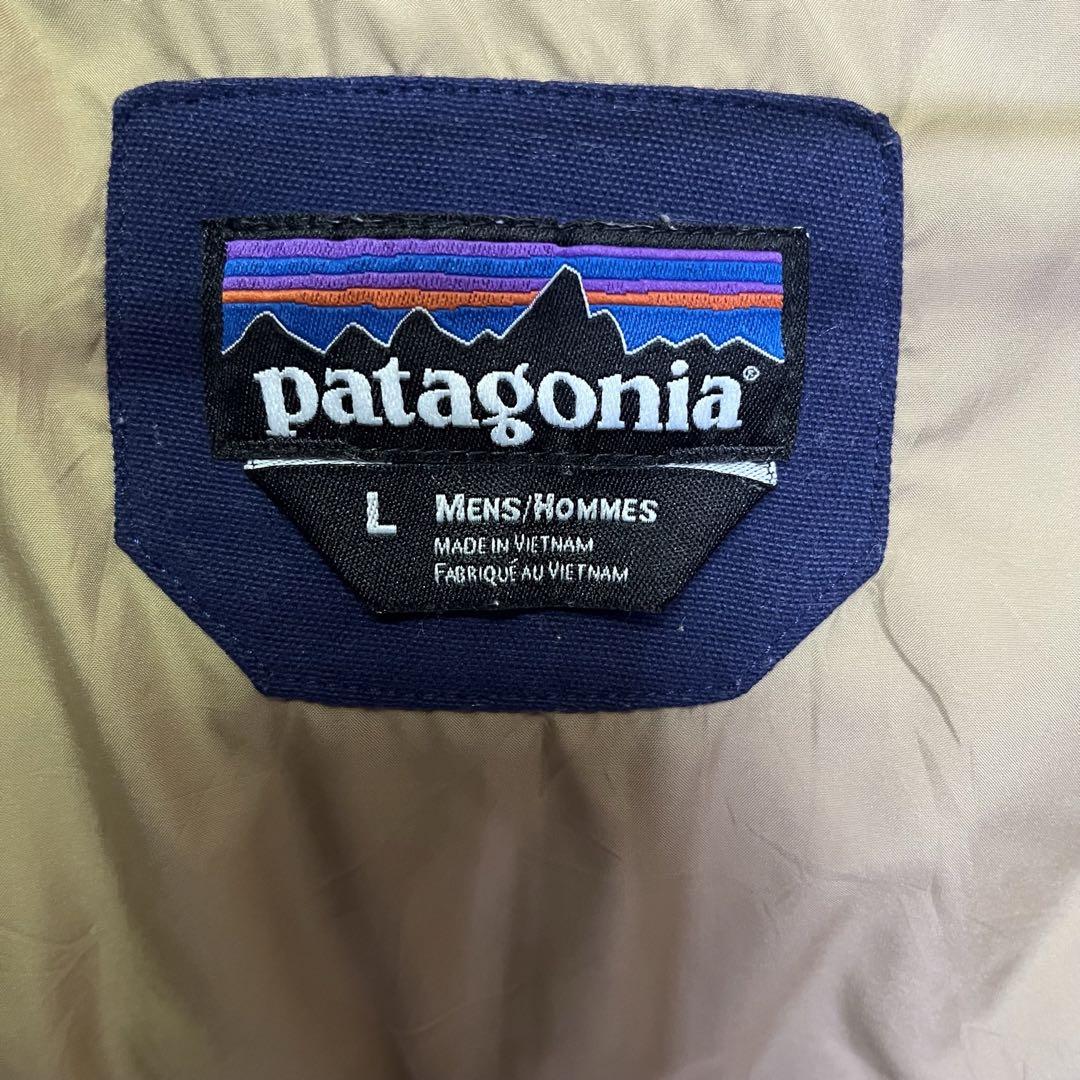 patagonia®
L MENS/HOMMES
MADE IN VIETNAM
FABRIQUÉ AU VIETNAM